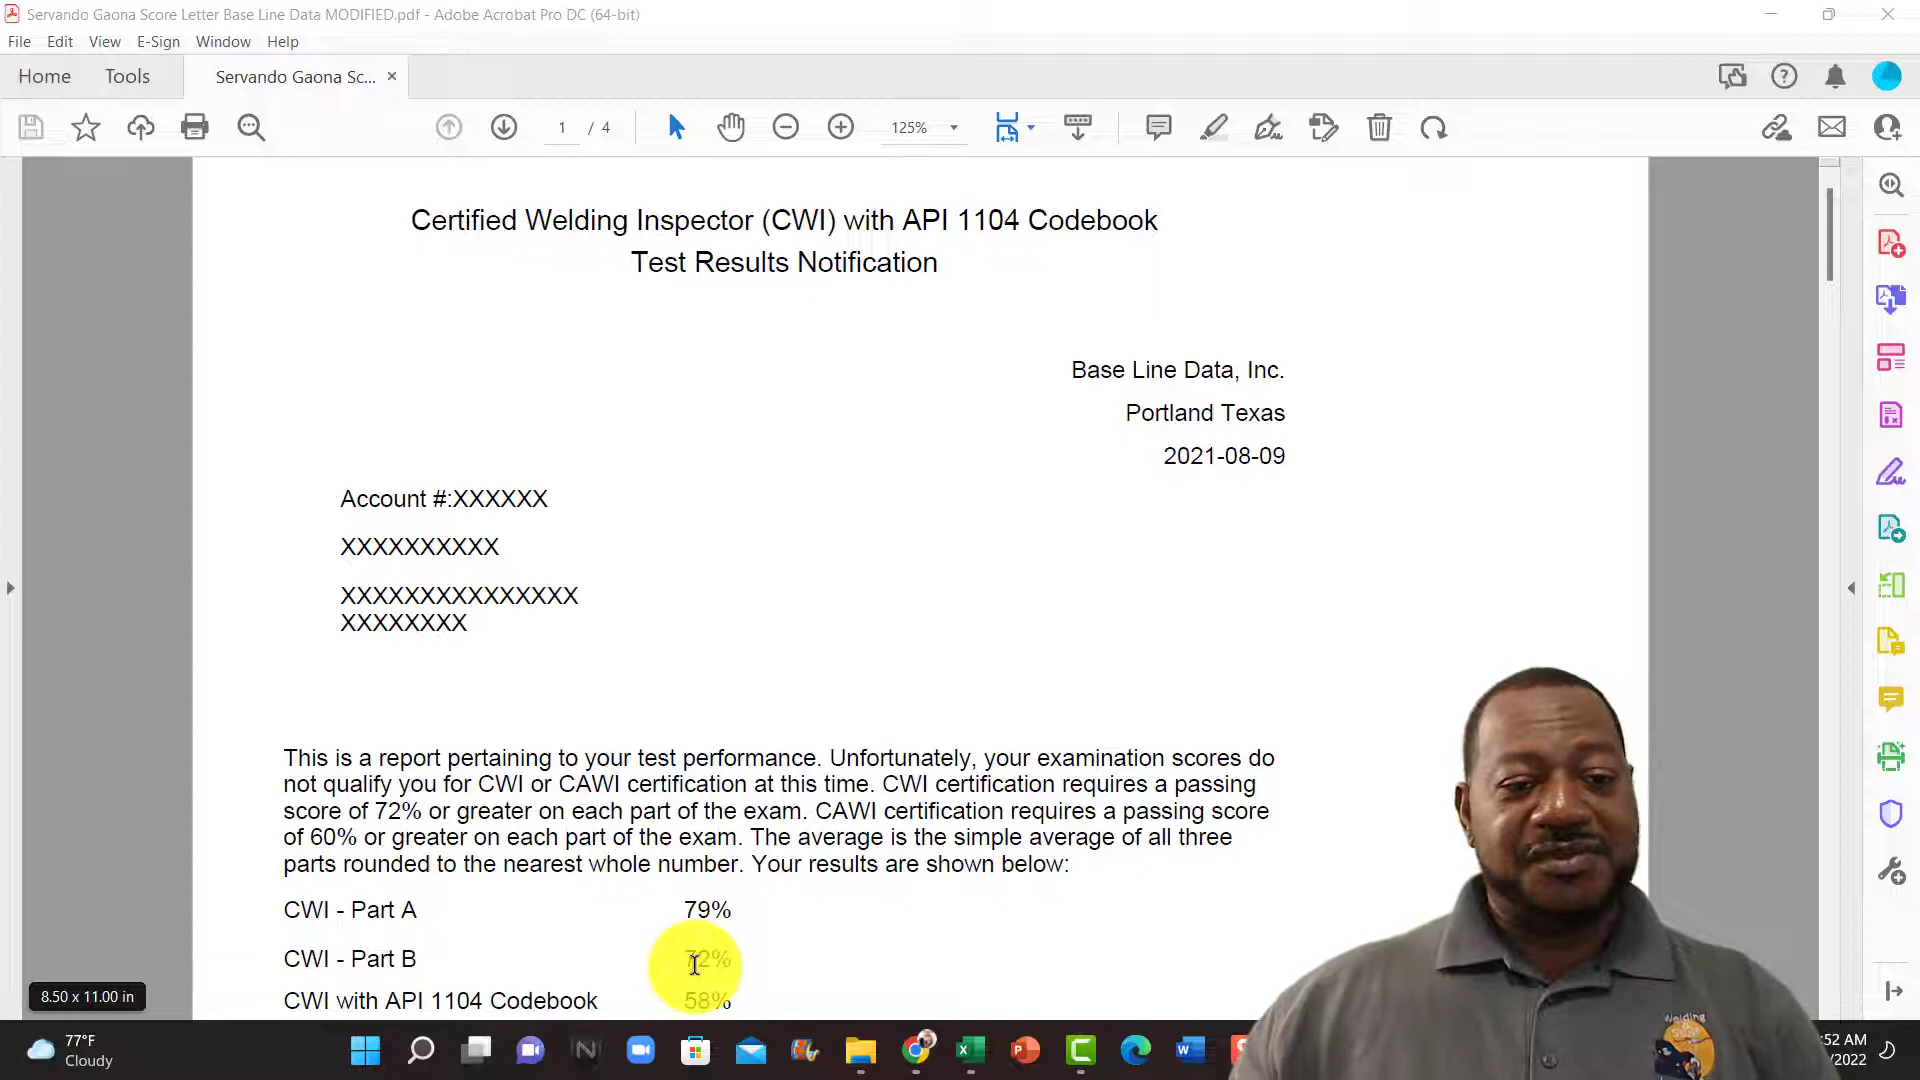 Servando Gaona Score Letter Base Line Data MODIFIED.pdf - Adobe Acrobat Pro DC (64-bit)
File Edit View E-Sign Window Help
Home Tools Servando Gaona Sc... ×
1 / 4 125%
Certified Welding Inspector (CWI) with API 1104 Codebook
Test Results Notification
Base Line Data, Inc.
Portland Texas
2021-08-09
Account #:XXXXXX
XXXXXXXXXX
XXXXXXXXXXXXXXX
XXXXXXXX
This is a report pertaining to your test performance. Unfortunately, your examination scores do
not qualify you for CWI or CAWI certification at this time. CWI certification requires a passing
score of 72% or greater on each part of the exam. CAWI certification requires a passing score
of 60% or greater on each part of the exam. The average is the simple average of all three
parts rounded to the nearest whole number. Your results are shown below:
CWI - Part A 79%
CWI - Part B 72%
CWI with API 1104 Codebook 58%
8.50 x 11.00 in
77°F
Cloudy
:52 AM
/2022
Welding